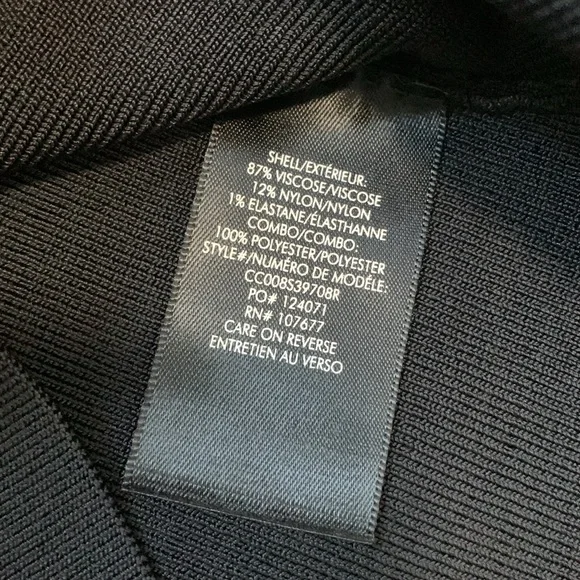 SHELL/EXTÉRIEUR:
87% VISCOSE/VISCOSE
12% NYLON/NYLON
1% ELASTANE/ÉLASTHANNE
COMBO/COMBO:
100% POLYESTER/POLYESTER
STYLE#/NUMÉRO DE MODÈLE:
CC008S39708R
PO# 124071
RN# 107677
CARE ON REVERSE
ENTRETIEN AU VERSO